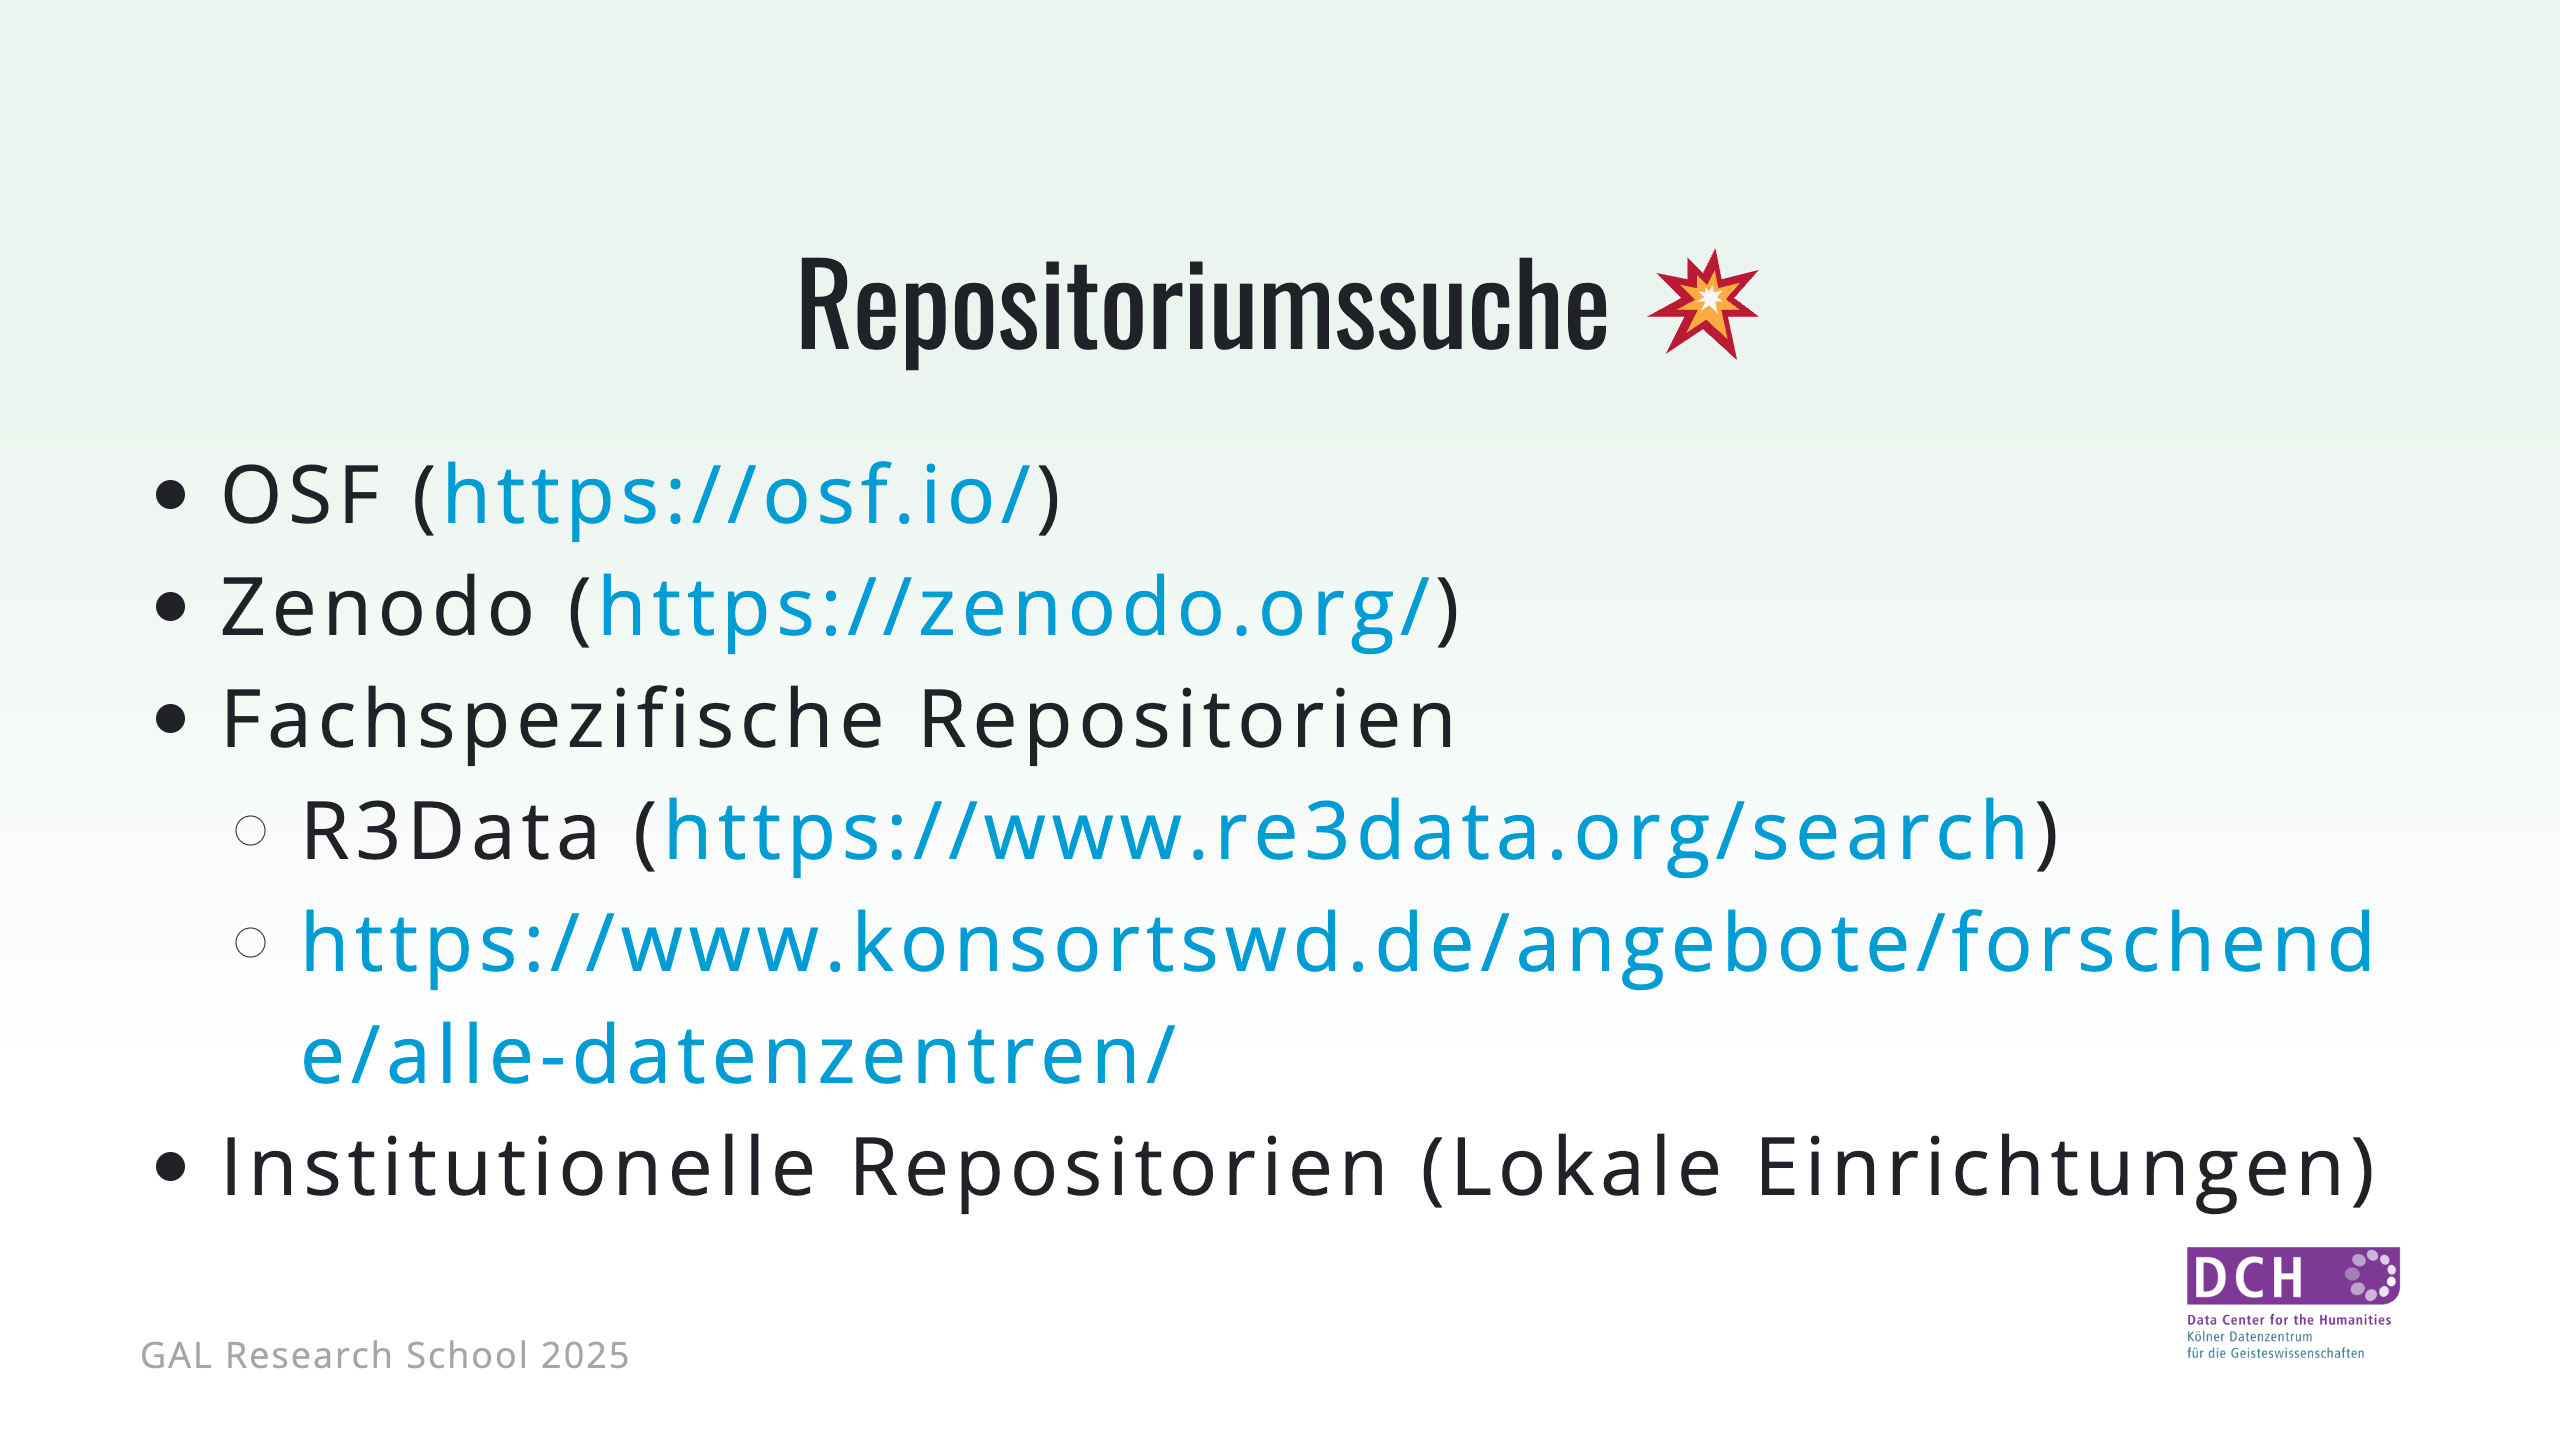 Repositoriumssuche 💥
• OSF (https://osf.io/)
• Zenodo (https://zenodo.org/)
• Fachspezifische Repositorien
○ R3Data (https://www.re3data.org/search)
○ https://www.konsortswd.de/angebote/forschend
e/alle-datenzentren/
• Institutionelle Repositorien (Lokale Einrichtungen)
DCH
Data Center for the Humanities
Kölner Datenzentrum
für die Geisteswissenschaften
GAL Research School 2025